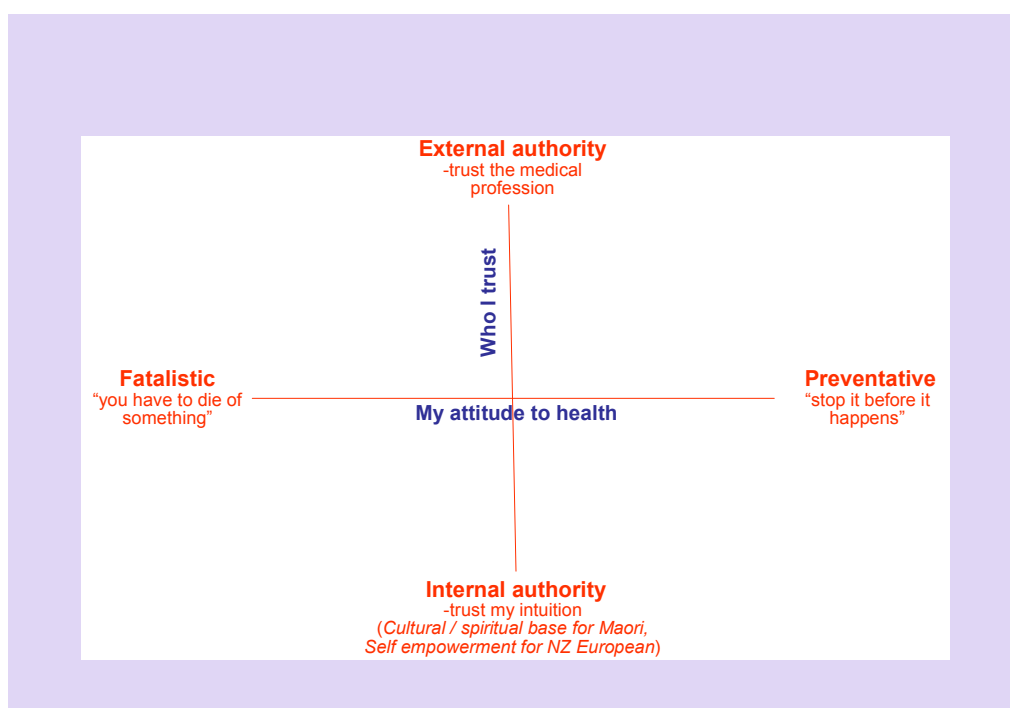 External authority
-trust the medical
profession
Who I trust
Fatalistic
“you have to die of
something”
My attitude to health
Preventative
“stop it before it
happens”
Internal authority
-trust my intuition
(Cultural / spiritual base for Maori,
Self empowerment for NZ European)